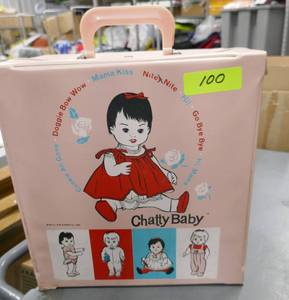 100
Doggie Bow Wow
Mama Kiss
Nite Nite
Go Bye Bye
Chatty Baby